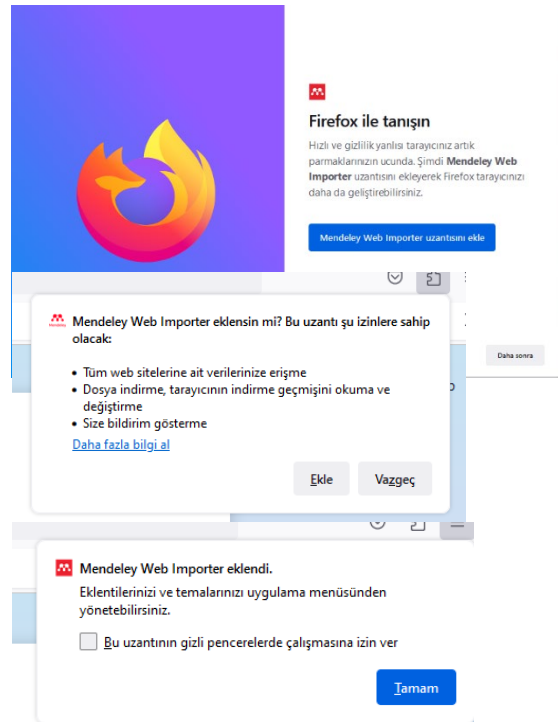 Firefox ile tanışın
Hızlı ve gizlilik yanlısı tarayıcınız artık
parmaklarınızın ucunda. Şimdi Mendeley Web
Importer uzantısını ekleyerek Firefox tarayıcınızı
daha da geliştirebilirsiniz.
Mendeley Web Importer uzantısını ekle
Mendeley
Mendeley Web Importer eklensin mi? Bu uzantı şu izinlere sahip
olacak:
• Tüm web sitelerine ait verilerinize erişme
• Dosya indirme, tarayıcının indirme geçmişini okuma ve
değiştirme
• Size bildirim gösterme
Daha fazla bilgi al
Ekle Vazgeç
Daha sonra
Mendeley Web Importer eklendi.
Eklentilerinizi ve temalarınızı uygulama menüsünden
yönetebilirsiniz.
Bu uzantının gizli pencerelerde çalışmasına izin ver
Tamam